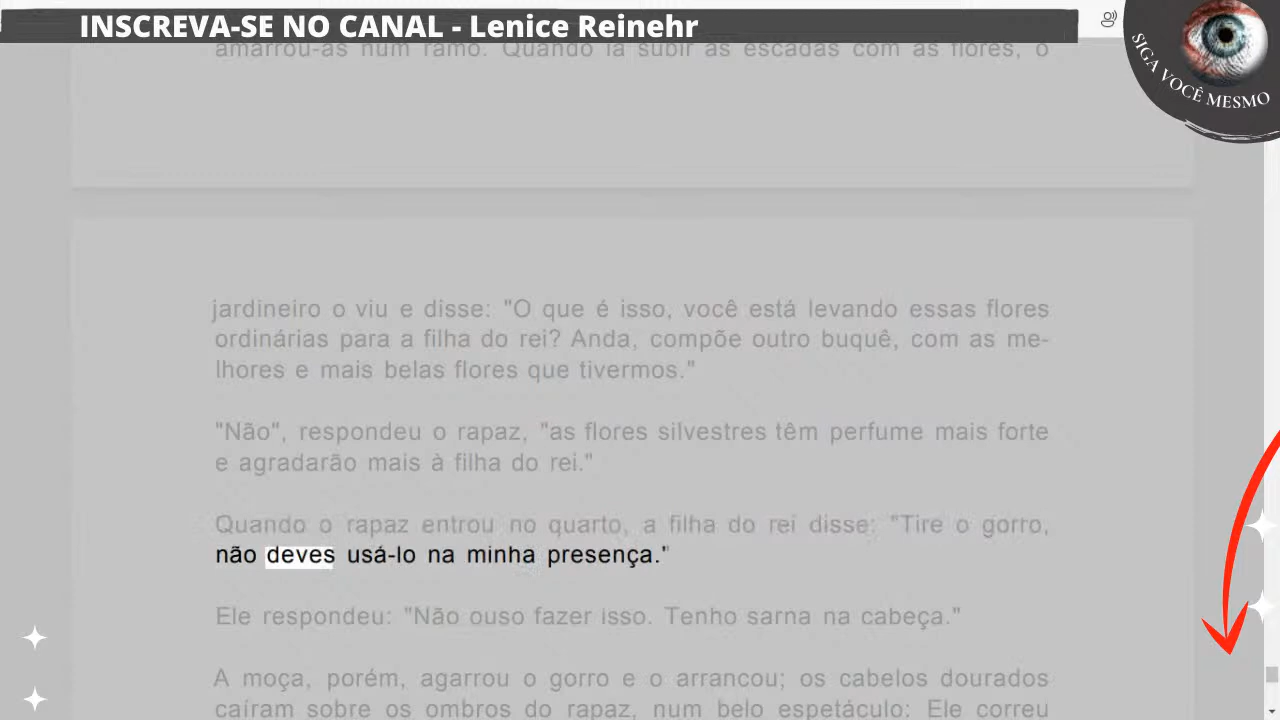 INSCREVA-SE NO CANAL - Lenice Reinehr
SIGA VOCÊ MESMO
amarrou-as num ramo. Quando ia subir as escadas com as flores, o
jardineiro o viu e disse: "O que é isso, você está levando essas flores
ordinárias para a filha do rei? Anda, compõe outro buquê, com as me-
lhores e mais belas flores que tivermos."
"Não", respondeu o rapaz, "as flores silvestres têm perfume mais forte
e agradarão mais à filha do rei."
Quando o rapaz entrou no quarto, a filha do rei disse: "Tire o gorro,
não deves usá-lo na minha presença."
Ele respondeu: "Não ouso fazer isso. Tenho sarna na cabeça."
A moça, porém, agarrou o gorro e o arrancou; os cabelos dourados
caíram sobre os ombros do rapaz, num belo espetáculo: Ele correu